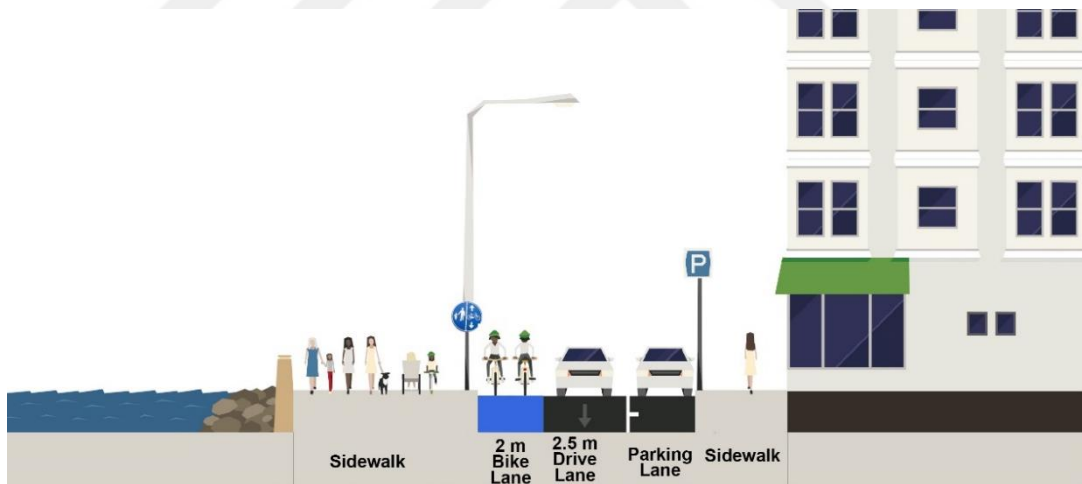 P
Sidewalk
2 m
Bike
Lane
2.5 m
Drive
Lane
Parking
Lane
Sidewalk